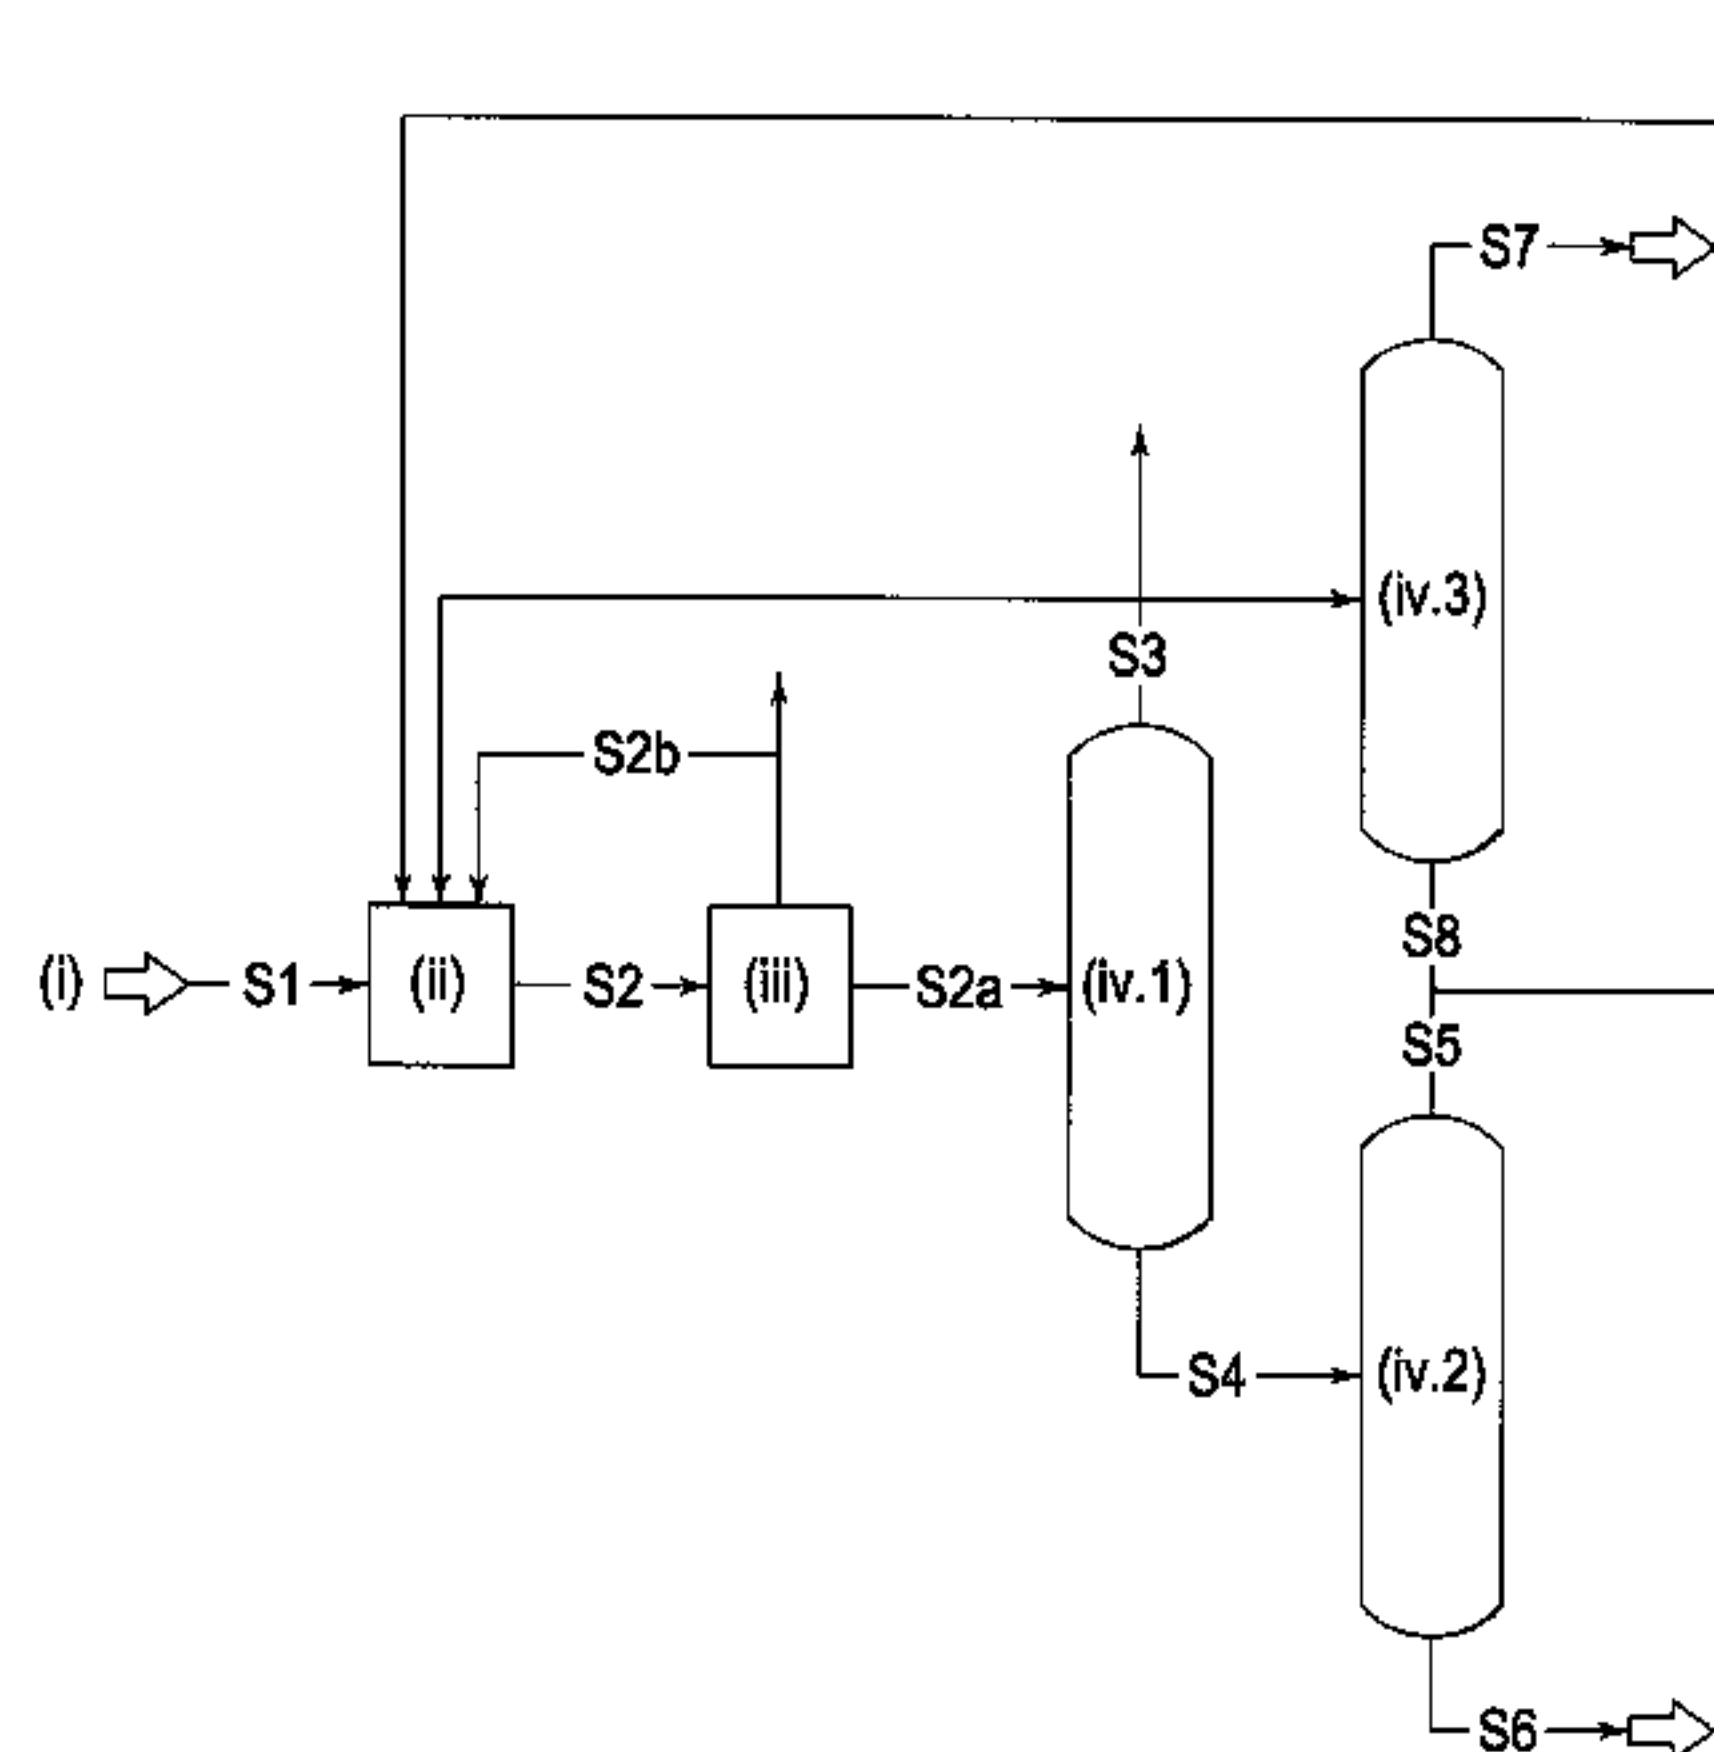 S7
(iv.3)
S3
S2b
S8
(i) S1 (ii) S2 (iii) S2a (iv.1)
S5
S4 (iv.2)
S6